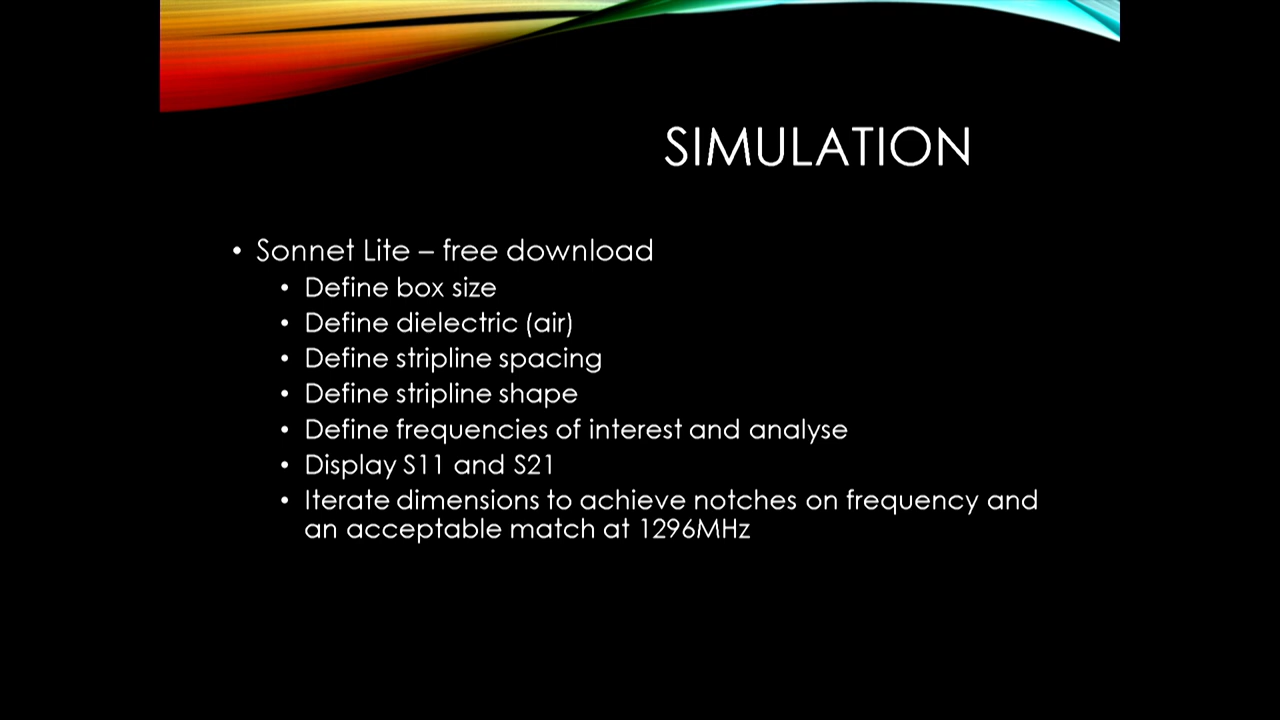 SIMULATION
• Sonnet Lite – free download
• Define box size
• Define dielectric (air)
• Define stripline spacing
• Define stripline shape
• Define frequencies of interest and analyse
• Display S11 and S21
• Iterate dimensions to achieve notches on frequency and
an acceptable match at 1296MHz